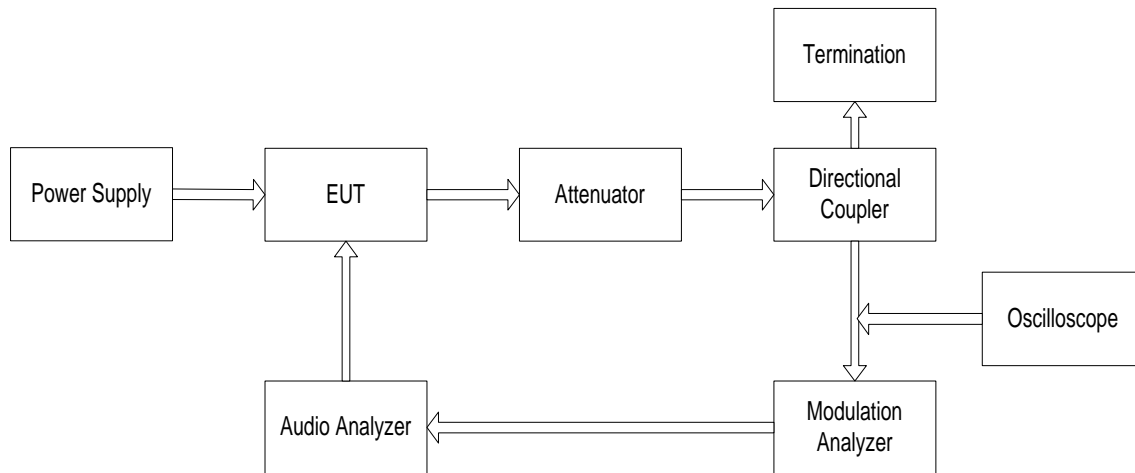 Termination
Power Supply
EUT
Attenuator
Directional
Coupler
Oscilloscope
Audio Analyzer
Modulation
Analyzer